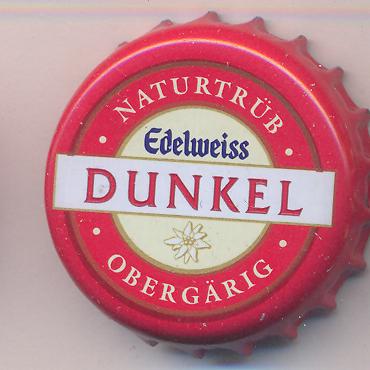 NATURTRÜB
Edelweiss
DUNKEL
OBERGÄRIG